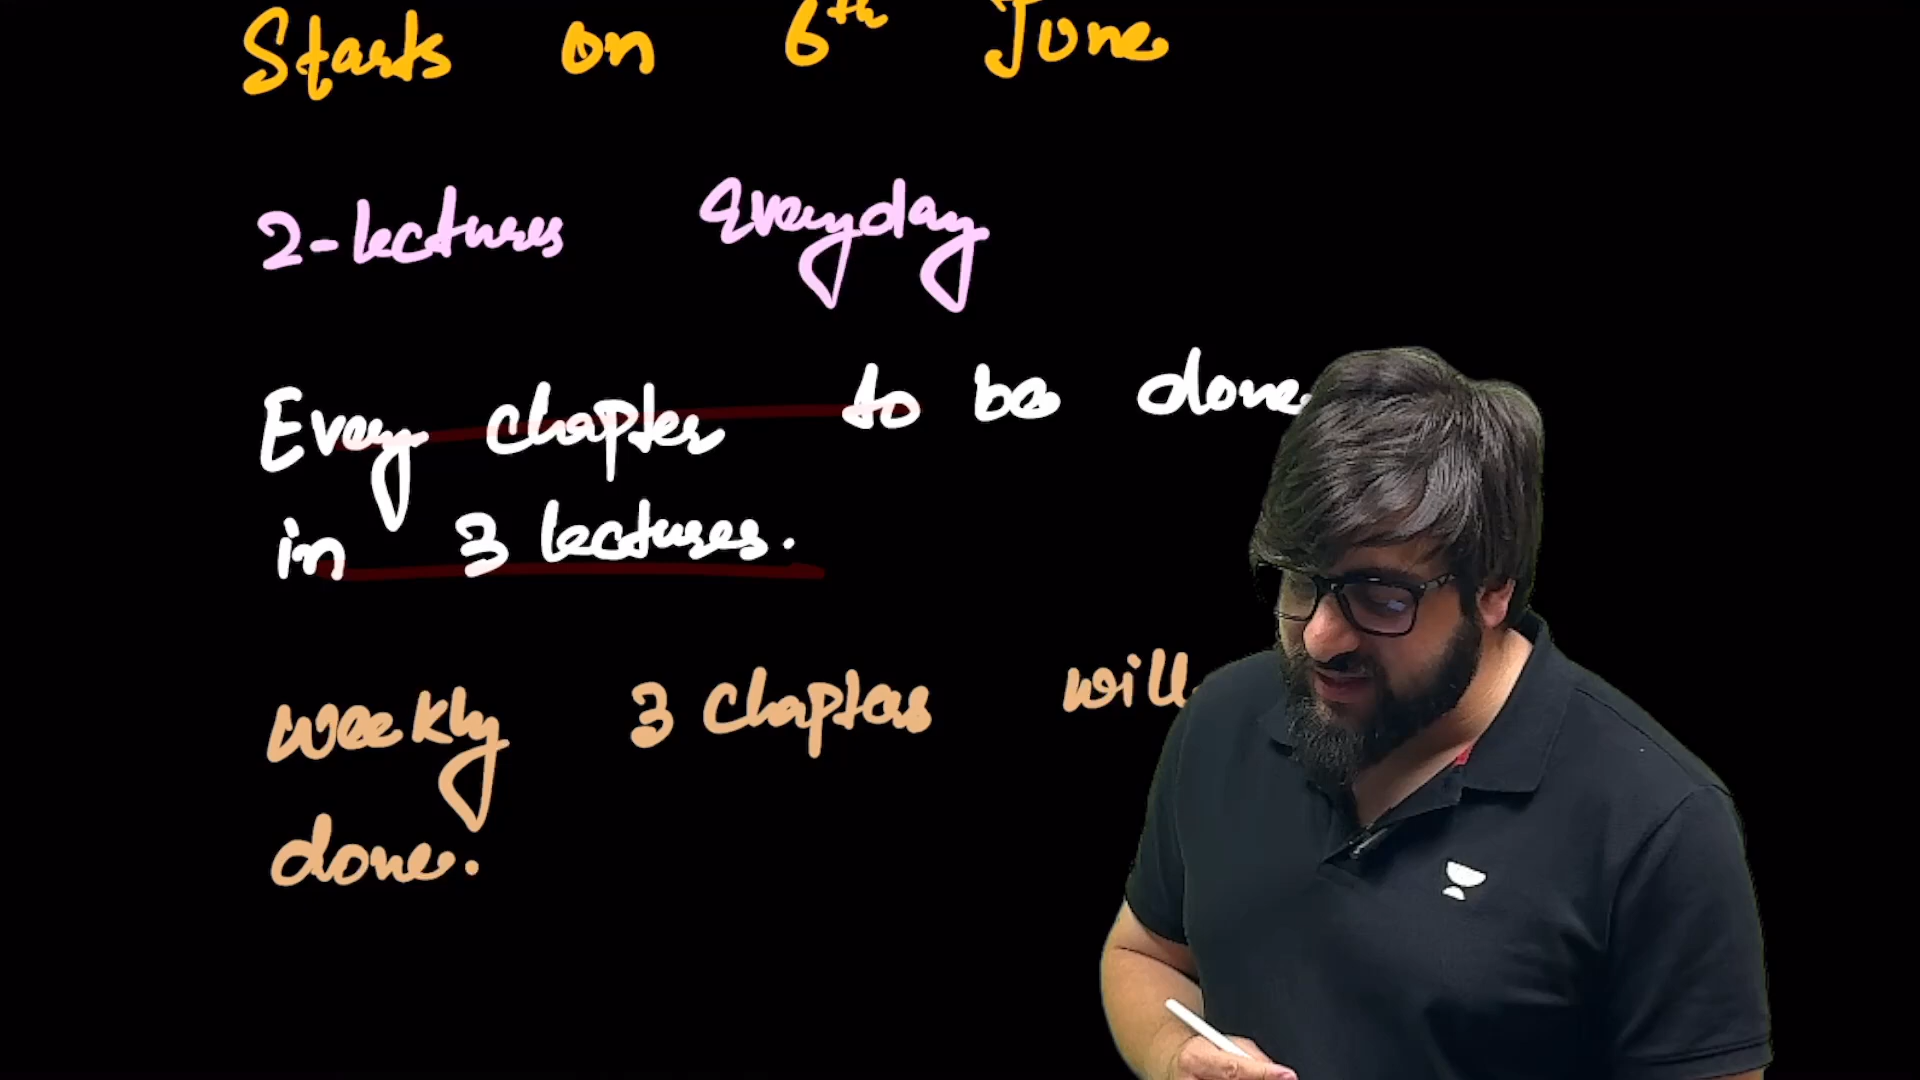 Starts on 6th June
2-lectures Everyday
Every chapter to be done
in 3 lectures.
Weekly 3 chapters will
done.